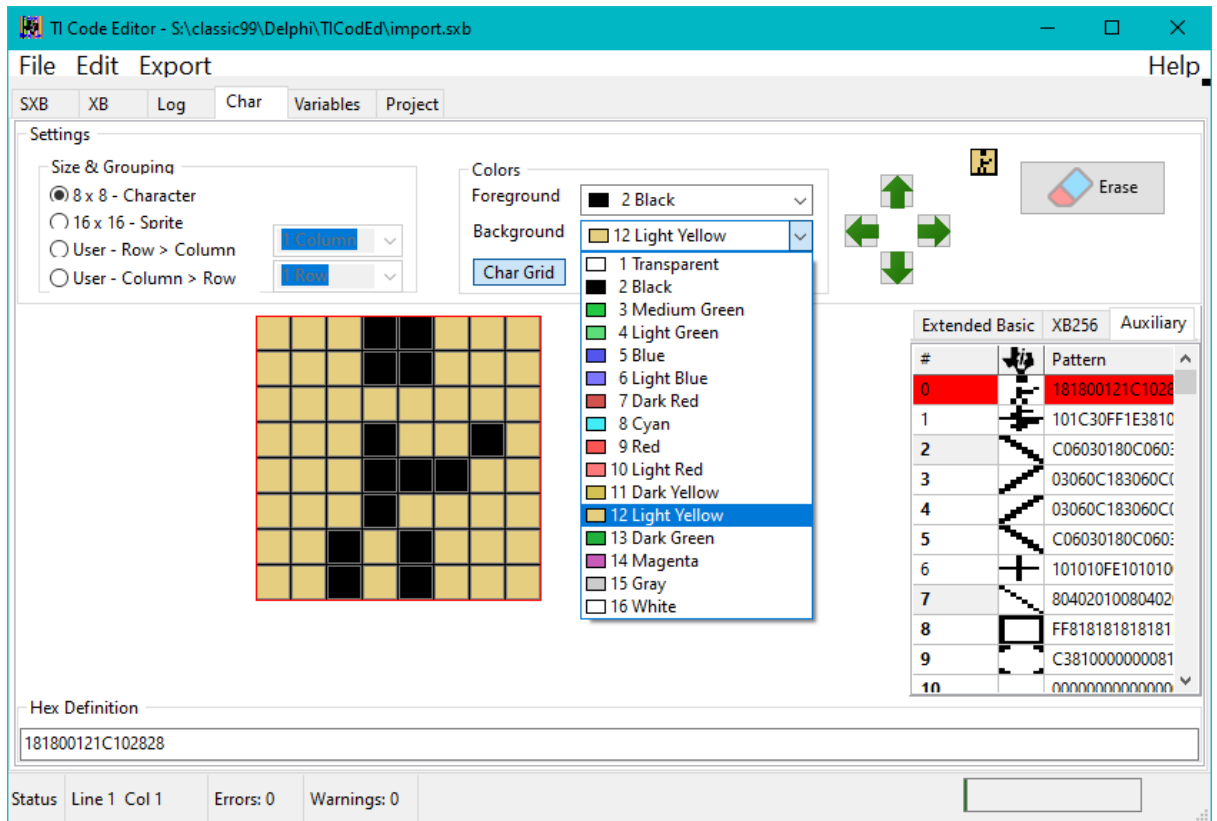 TI Code Editor - S:\classic99\Delphi\TICodEd\import.sxb
File Edit Export Help
SXB XB Log Char Variables Project
Settings
Size & Grouping
8 x 8 - Character
16 x 16 - Sprite
User - Row > Column
User - Column > Row
1 Column
1 Row
Colors
Foreground 2 Black
Background 12 Light Yellow
Char Grid
1 Transparent
2 Black
3 Medium Green
4 Light Green
5 Blue
6 Light Blue
7 Dark Red
8 Cyan
9 Red
10 Light Red
11 Dark Yellow
12 Light Yellow
13 Dark Green
14 Magenta
15 Gray
16 White
Erase
Extended Basic XB256 Auxiliary
# Pattern
0 181800121C1028
1 101C30FF1E3810
2 C06030180C060
3 03060C183060C
4 03060C183060C
5 C06030180C060
6 101010FE101010
7 80402010080402
8 FF818181818181
9 C3810000000081
10 00000000000000
Hex Definition
181800121C102828
Status Line 1 Col 1 Errors: 0 Warnings: 0